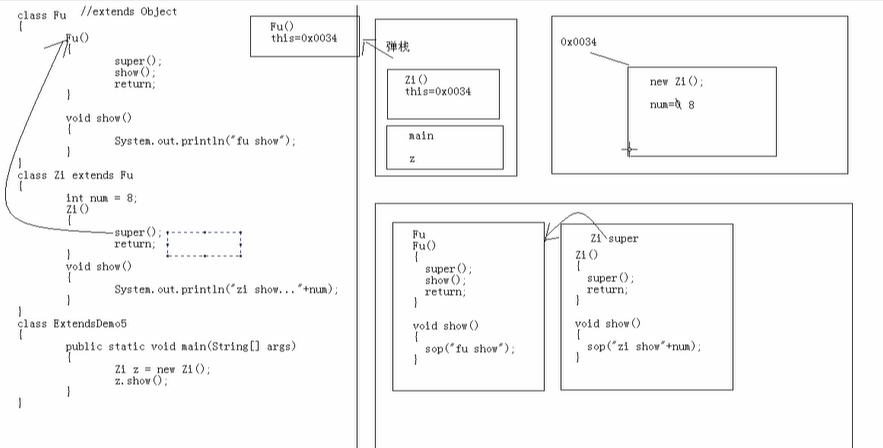 class Fu //extends Object
{
Fu()
{
super();
show();
return;
}
void show()
{
System.out.println("fu show");
}
}
class Zi extends Fu
{
int num = 8;
Zi()
{
super();
return;
}
void show()
{
System.out.println("zi show..."+num);
}
}
class ExtendsDemo5
{
public static void main(String[] args)
{
Zi z = new Zi();
z.show();
}
}
Fu()
this=0x0034
弹栈
Zi()
this=0x0034
main
z
0x0034
new Zi();
num=0 8
Fu
Fu()
{
super();
show();
return;
}
void show()
{
sop("fu show");
}
Zi super
Zi()
{
super();
return;
}
void show()
{
sop("zi show"+num);
}